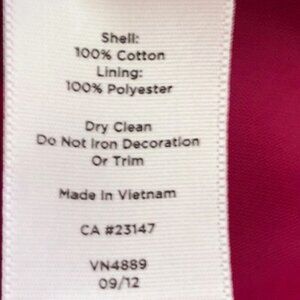 Shell:
100% Cotton
Lining:
100% Polyester
Dry Clean
Do Not Iron Decoration
Or Trim
Made In Vietnam
CA #23147
VN4889
09/12